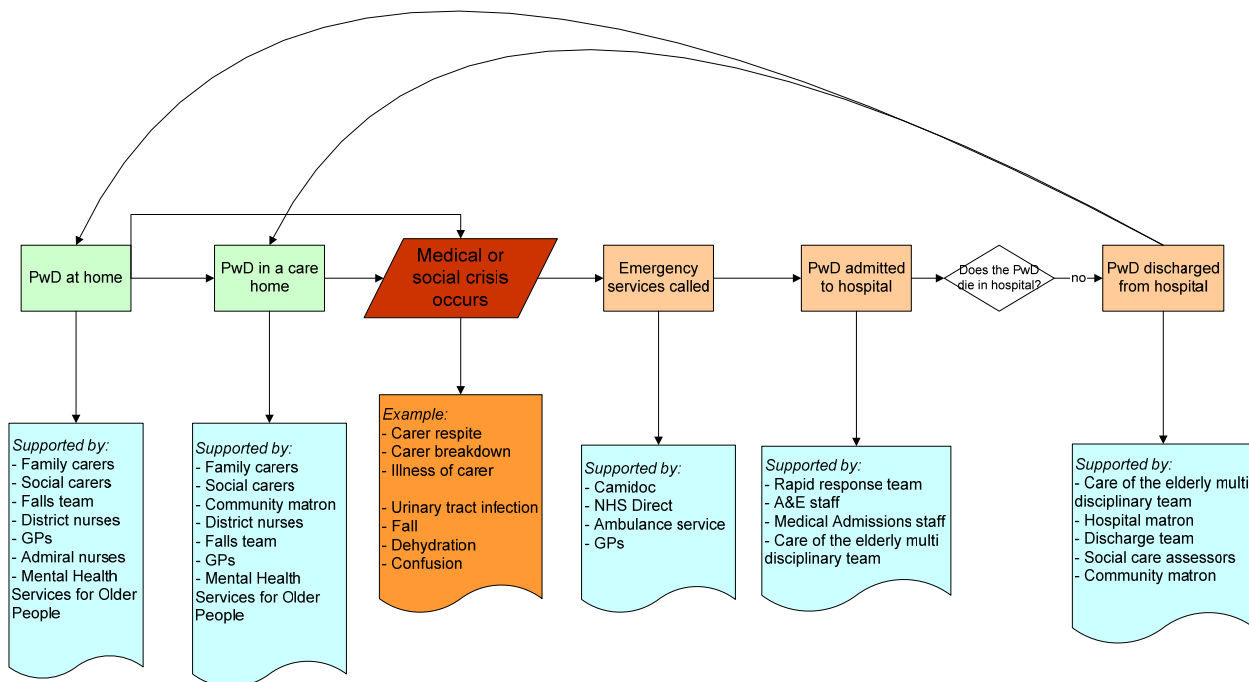 PwD at home
PwD in a care
home
Medical or
social crisis
occurs
Emergency
services called
PwD admitted
to hospital
Does the PwD
die in hospital?
no
PwD discharged
from hospital
Supported by:
- Family carers
- Social carers
- Falls team
- District nurses
- GPs
- Admiral nurses
- Mental Health
Services for Older
People
Supported by:
- Family carers
- Social carers
- Community matron
- District nurses
- Falls team
- GPs
- Mental Health
Services for Older
People
Example:
- Carer respite
- Carer breakdown
- Illness of carer
- Urinary tract infection
- Fall
- Dehydration
- Confusion
Supported by:
- Camidoc
- NHS Direct
- Ambulance service
- GPs
Supported by:
- Rapid response team
- A&E staff
- Medical Admissions staff
- Care of the elderly multi
disciplinary team
Supported by:
- Care of the elderly multi
disciplinary team
- Hospital matron
- Discharge team
- Social care assessors
- Community matron